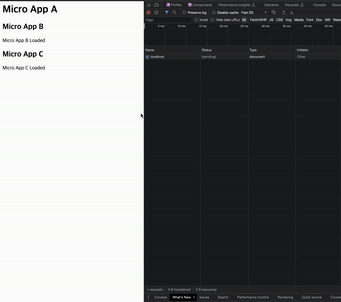 Micro App A
Micro App B
Micro App B Loaded
Micro App C
Micro App C Loaded
Profiler
Components
Performance insights
Elements
Recorder
Console
Preserve log
Disable cache
Fast 3G
Filter
Invert
Hide data URLs
All
Fetch/XHR
JS
CSS
Img
Media
Font
Doc
WS
Name
Status
Type
Initiator
localhost
(pending)
document
Other
1 requests
0 B transferred
0 B resources
Console
What's New
Issues
Search
Performance monitor
Rendering
Quick source